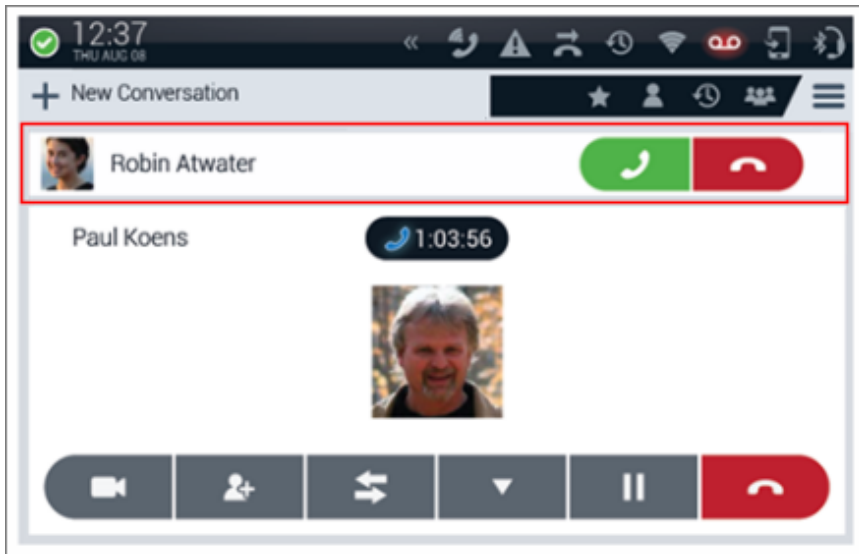 12:37
THU AUG 08
New Conversation
Robin Atwater
Paul Koens
1:03:56